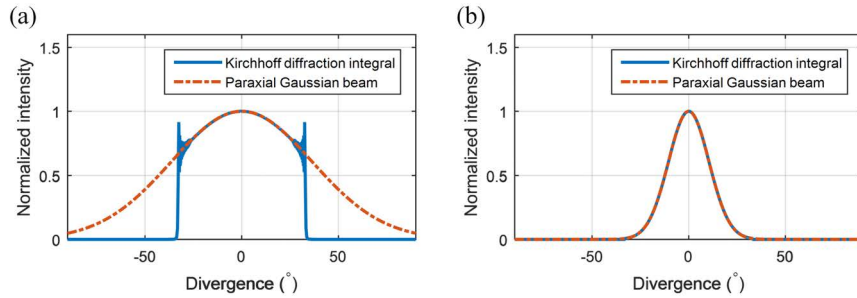 (a)
1.5
1
0.5
0
Normalized intensity
Kirchhoff diffraction integral
Paraxial Gaussian beam
-50
0
50
Divergence (°)
(b)
1.5
1
0.5
0
Normalized intensity
Kirchhoff diffraction integral
Paraxial Gaussian beam
-50
0
50
Divergence (°)